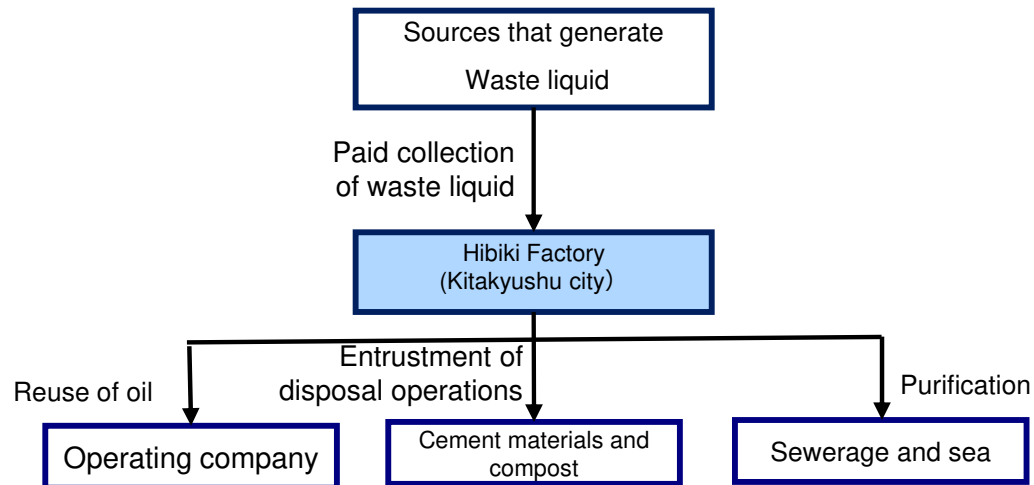 Sources that generate
Waste liquid
Paid collection
of waste liquid
Hibiki Factory
(Kitakyushu city）
Reuse of oil
Entrustment of
disposal operations
Purification
Operating company
Cement materials and
compost
Sewerage and sea